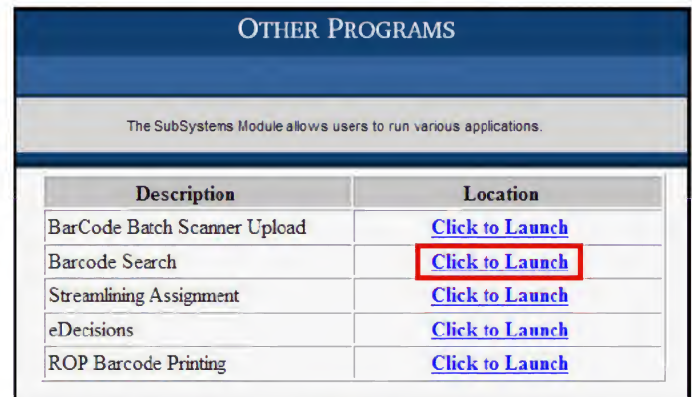 OTHER PROGRAMS
The SubSystems Module allows users to run various applications.
Description Location
BarCode Batch Scanner Upload Click to Launch
Barcode Search Click to Launch
Streamlining Assignment Click to Launch
eDecisions Click to Launch
ROP Barcode Printing Click to Launch